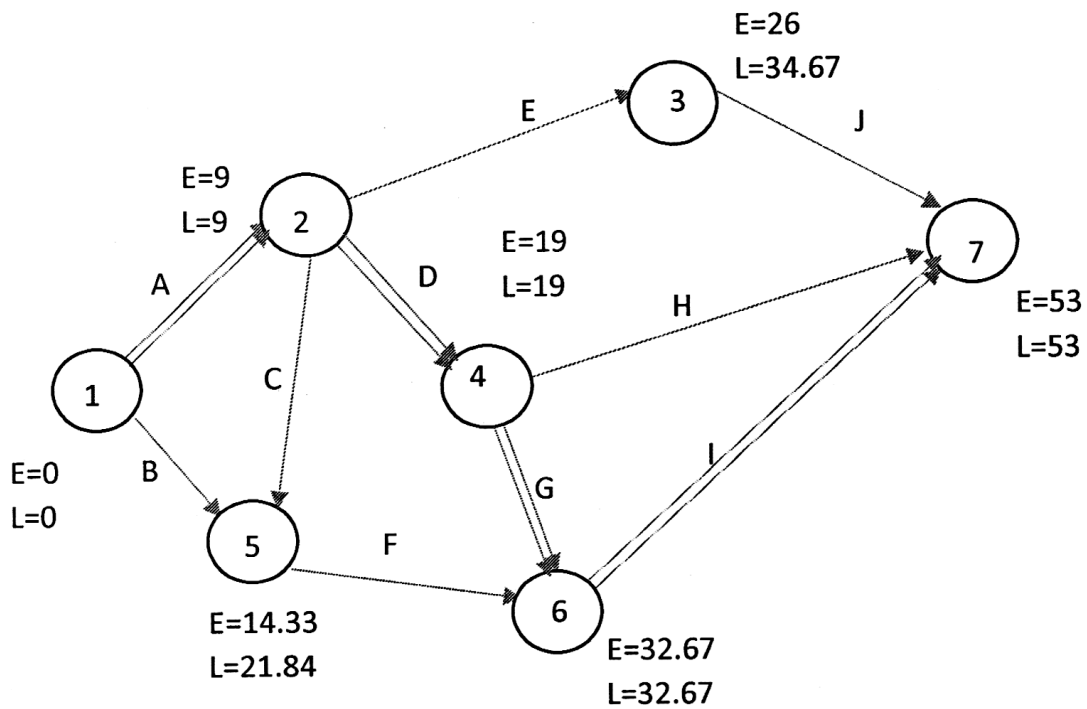 E=26
L=34.67
3
E
J
E=9
L=9
2
E=19
L=19
7
A
D
H
E=53
L=53
4
C
1
I
E=0
L=0
B
G
5
F
6
E=14.33
L=21.84
E=32.67
L=32.67